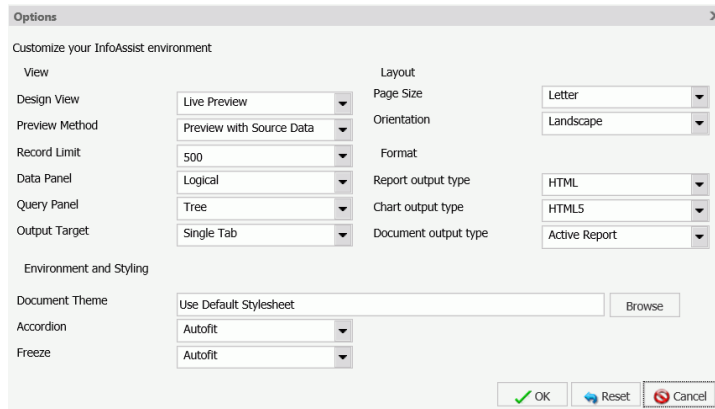 Options
Customize your InfoAssist environment
View
Design View Live Preview
Preview Method Preview with Source Data
Record Limit 500
Data Panel Logical
Query Panel Tree
Output Target Single Tab
Layout
Page Size Letter
Orientation Landscape
Format
Report output type HTML
Chart output type HTML5
Document output type Active Report
Environment and Styling
Document Theme Use Default Stylesheet Browse
Accordion Autofit
Freeze Autofit
OK Reset Cancel